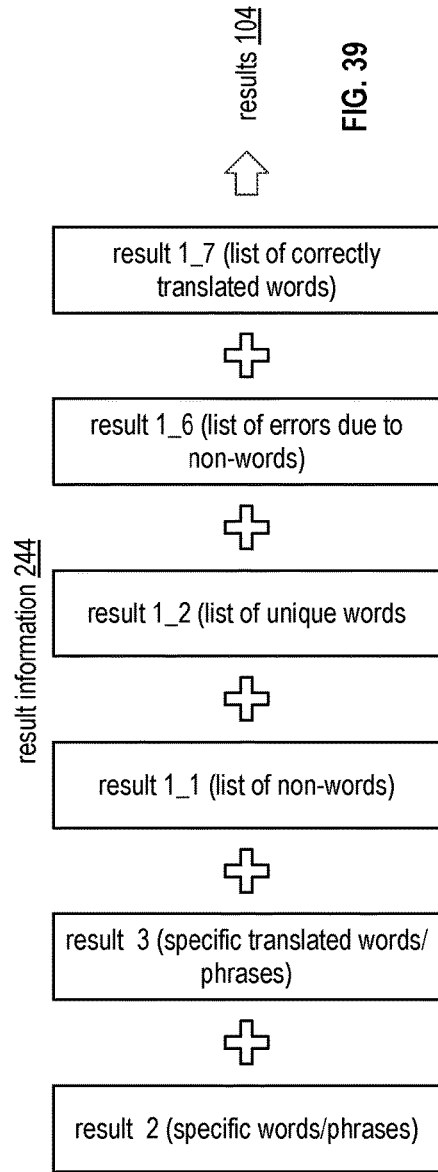 result information 244
result 2 (specific words/phrases)
result 3 (specific translated words/
phrases)
result 1_1 (list of non-words)
result 1_2 (list of unique words
result 1_6 (list of errors due to
non-words)
result 1_7 (list of correctly
translated words)
results 104
FIG. 39